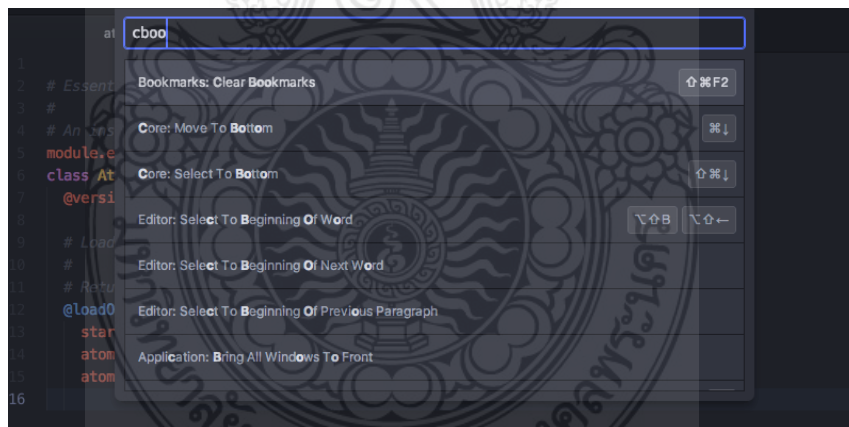 at
cboo
1
2 # Essent
3 #
4 # An ins
5 module.e
6 class At
7 @versi
8
9 # Load
10 #
11 # Retu
12 @loadO
13 star
14 atom
15 atom
16
Bookmarks: Clear Bookmarks ⇧⌘F2
Core: Move To Bottom ⌘↓
Core: Select To Bottom ⇧⌘↓
Editor: Select To Beginning Of Word ⌥⇧B ⌥⇧←
Editor: Select To Beginning Of Next Word
Editor: Select To Beginning Of Previous Paragraph
Application: Bring All Windows To Front